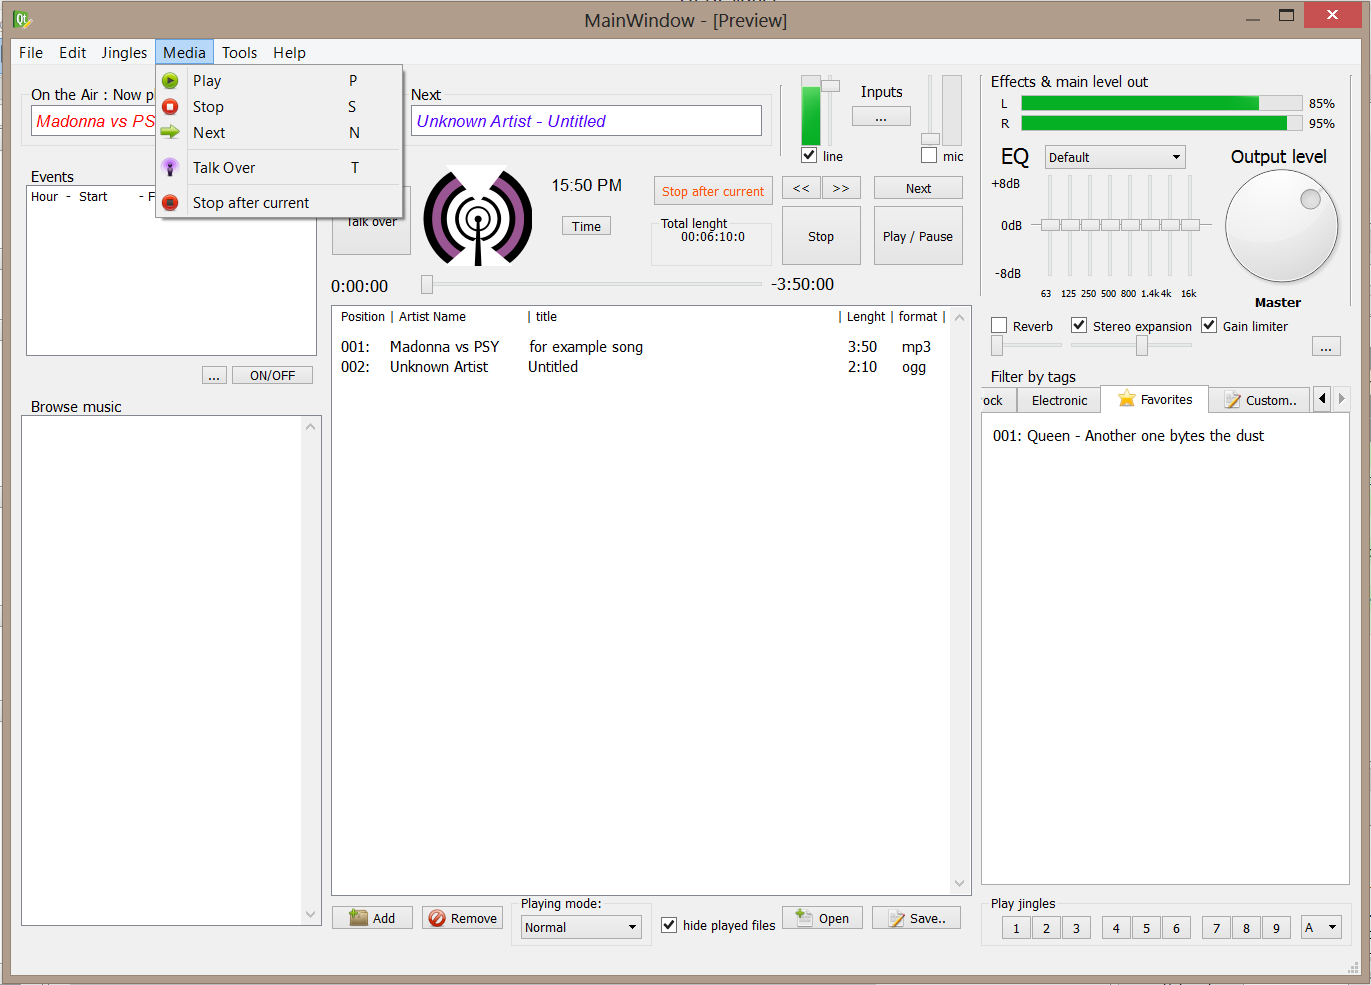 MainWindow - [Preview]
File Edit Jingles Media Tools Help
Play P
Stop S
Next N
Talk Over T
Stop after current
On the Air : Now
Madonna vs PS
Next
Unknown Artist - Untitled
line
Inputs
...
mic
Effects & main level out
L 85%
R 95%
EQ Default
Output level
+8dB
0dB
-8dB
63 125 250 500 800 1.4k 4k 16k
Master
Reverb Stereo expansion Gain limiter
...
Events
Hour - Start - F
... ON/OFF
Talk over
15:50 PM
Time
Stop after current
Total lenght
00:06:10:0
<< >> Next
Stop Play / Pause
0:00:00 -3:50:00
Position | Artist Name | title | Lenght | format |
001: Madonna vs PSY for example song 3:50 mp3
002: Unknown Artist Untitled 2:10 ogg
Browse music
Filter by tags
ock Electronic Favorites Custom..
001: Queen - Another one bytes the dust
Add Remove
Playing mode:
Normal
hide played files
Open Save..
Play jingles
1 2 3 4 5 6 7 8 9 A